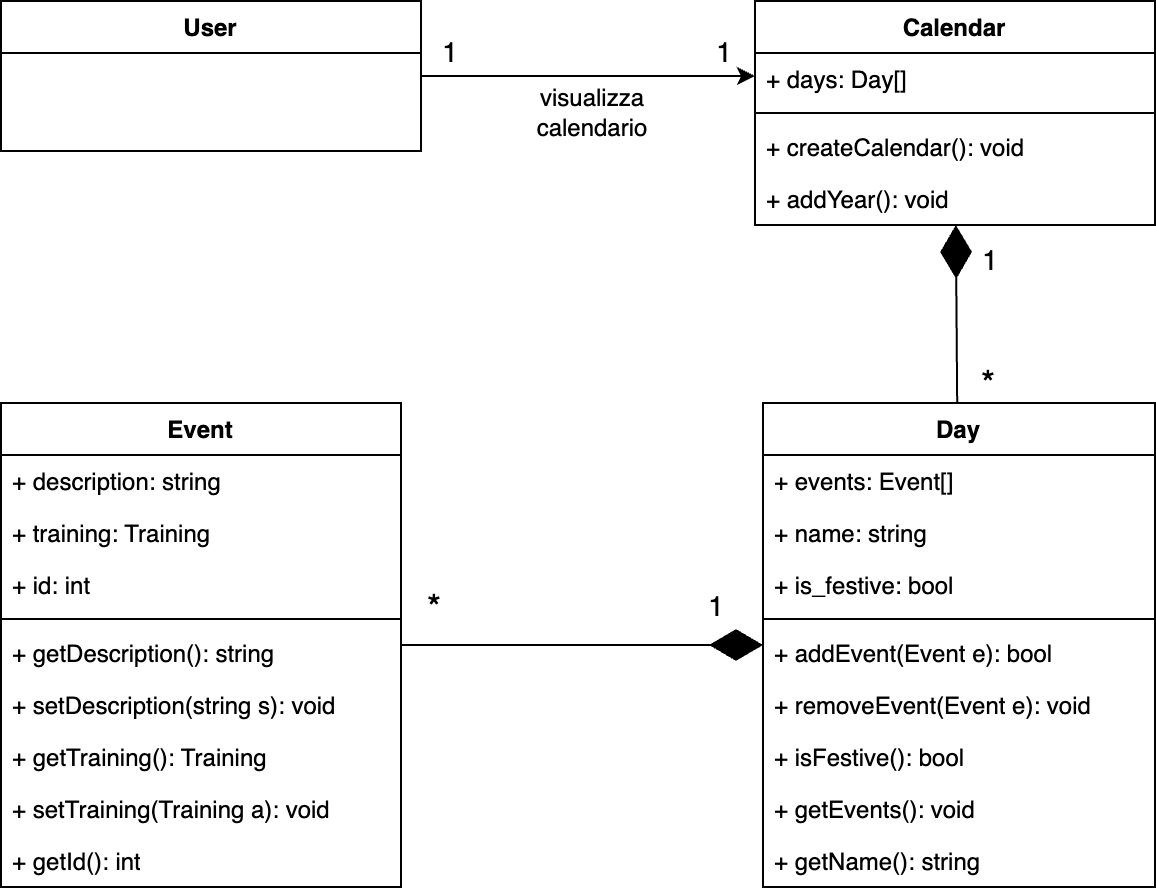 User
1
1
visualizza
calendario
Calendar
+ days: Day[]
+ createCalendar(): void
+ addYear(): void
1
*
Event
+ description: string
+ training: Training
+ id: int
+ getDescription(): string
+ setDescription(string s): void
+ getTraining(): Training
+ setTraining(Training a): void
+ getId(): int
*
1
Day
+ events: Event[]
+ name: string
+ is_festive: bool
+ addEvent(Event e): bool
+ removeEvent(Event e): void
+ isFestive(): bool
+ getEvents(): void
+ getName(): string